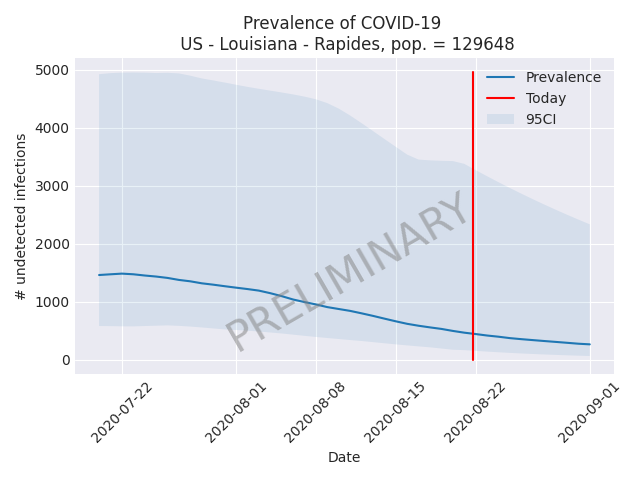 Prevalence of COVID-19
US - Louisiana - Rapides, pop. = 129648
5000
4000
3000
2000
1000
0
# undetected infections
Prevalence
Today
95CI
PRELIMINARY
2020-07-22
2020-08-01
2020-08-08
2020-08-15
2020-08-22
2020-09-01
Date